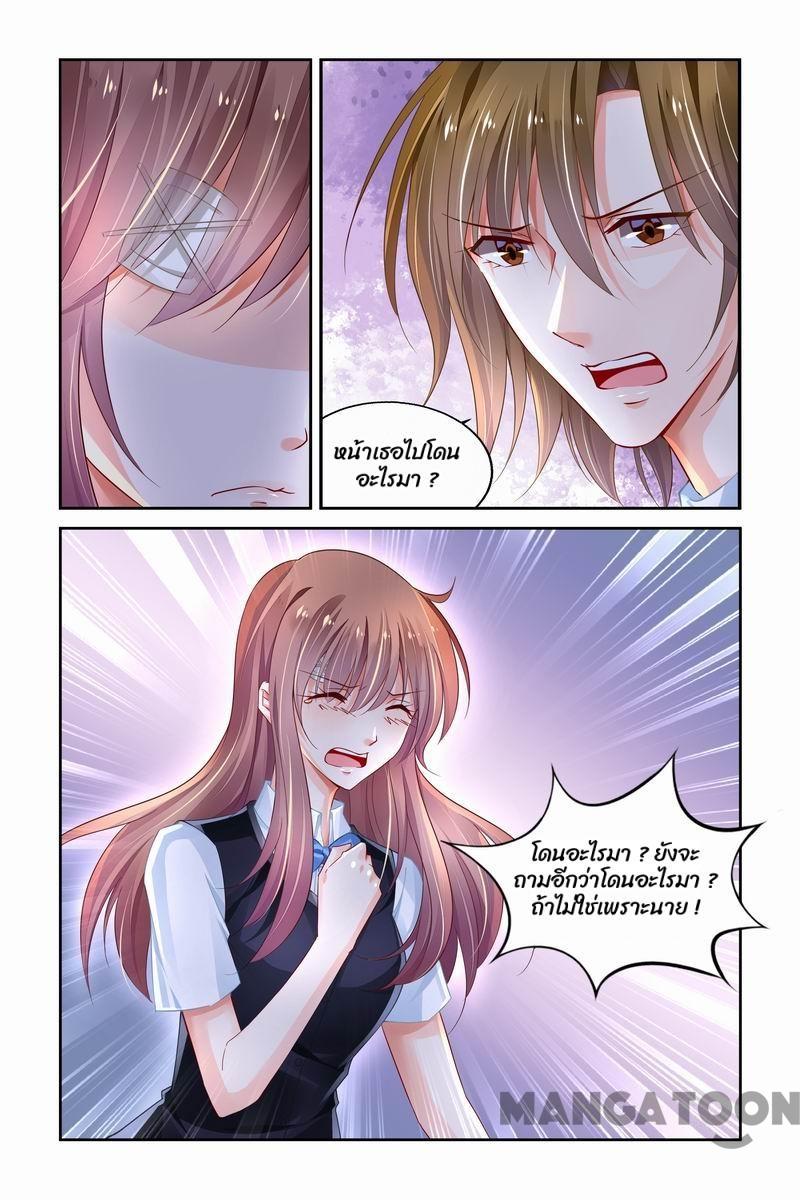 หน้าเธอไปโดน
อะไรมา ?
โดนอะไรมา ? ยังจะ
ถามอีกว่าโดนอะไรมา ?
ถ้าไม่ใช่เพราะนาย !
MANGA TOON